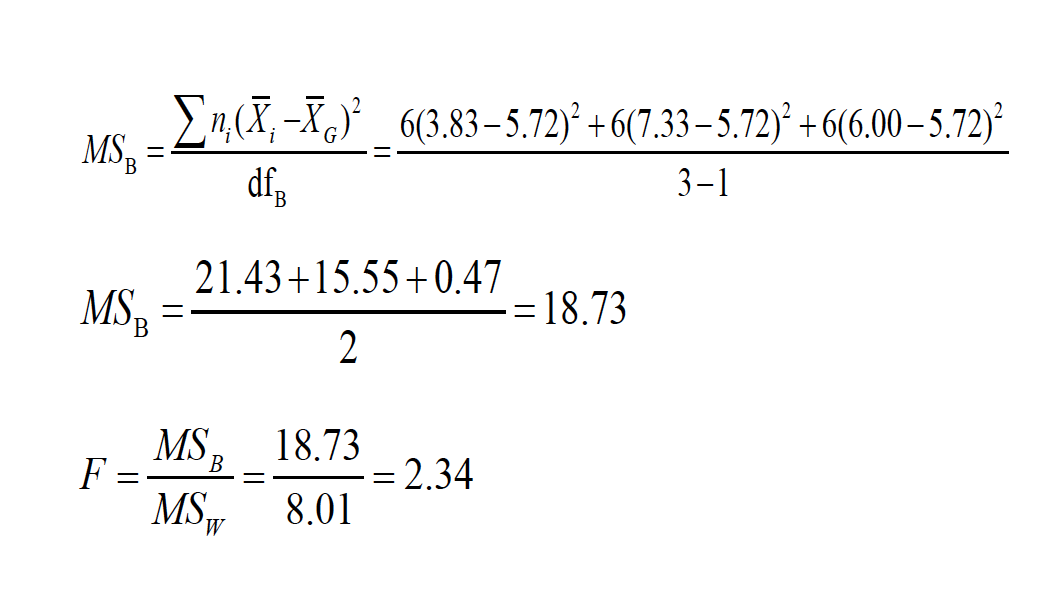 MS_B = ∑n_i(X̄_i − X̄_G)² / df_B = 6(3.83 − 5.72)² + 6(7.33 − 5.72)² + 6(6.00 − 5.72)² / 3 − 1
MS_B = 21.43 + 15.55 + 0.47 / 2 = 18.73
F = MS_B / MS_W = 18.73 / 8.01 = 2.34